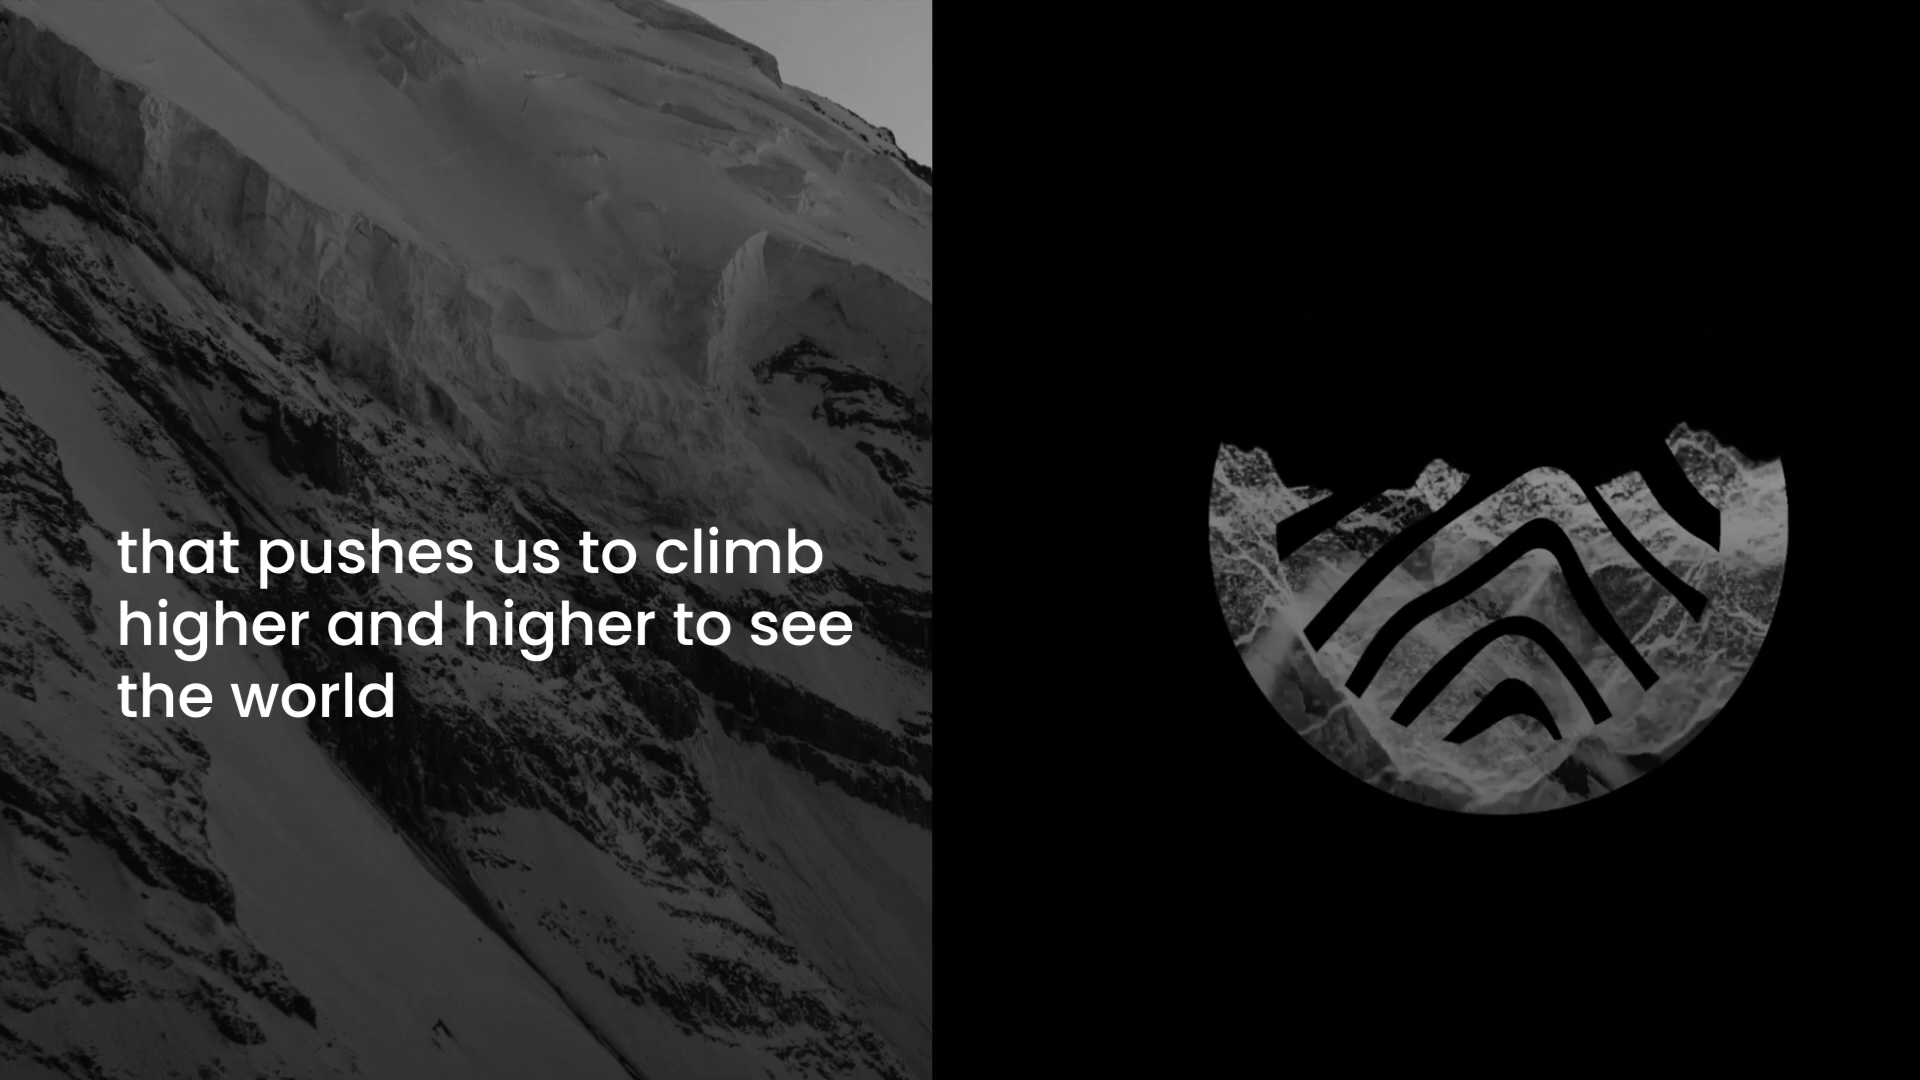 that pushes us to climb
higher and higher to see
the world